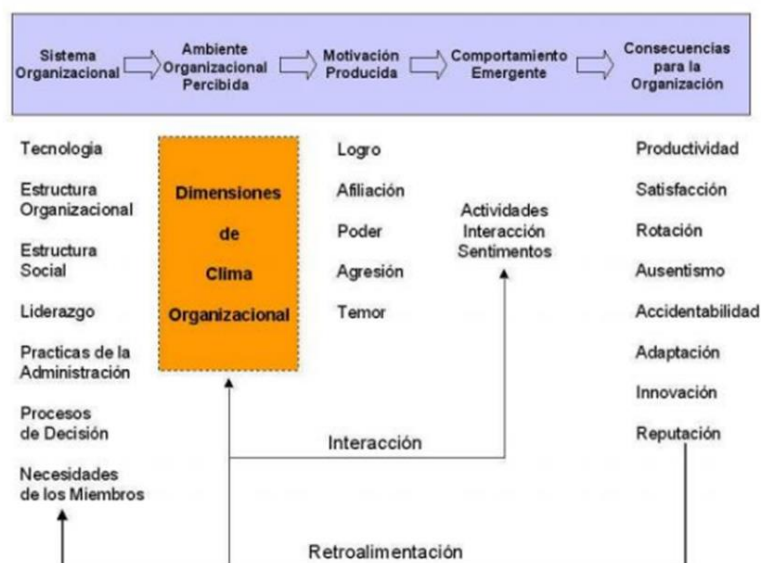 Sistema
Organizacional
Ambiente
Organizacional
Percibida
Motivación
Producida
Comportamiento
Emergente
Consecuencias
para la
Organización
Tecnologia
Estructura
Organizacional
Estructura
Social
Liderazgo
Practicas de la
Administración
Procesos
de Decisión
Necesidades
de los Miembros
Dimensiones
de
Clima
Organizacional
Logro
Afiliación
Poder
Agresión
Temor
Actividades
Interacción
Sentimentos
Productividad
Satisfacción
Rotación
Ausentismo
Accidentabilidad
Adaptación
Innovación
Reputación
Interacción
Retroalimentación